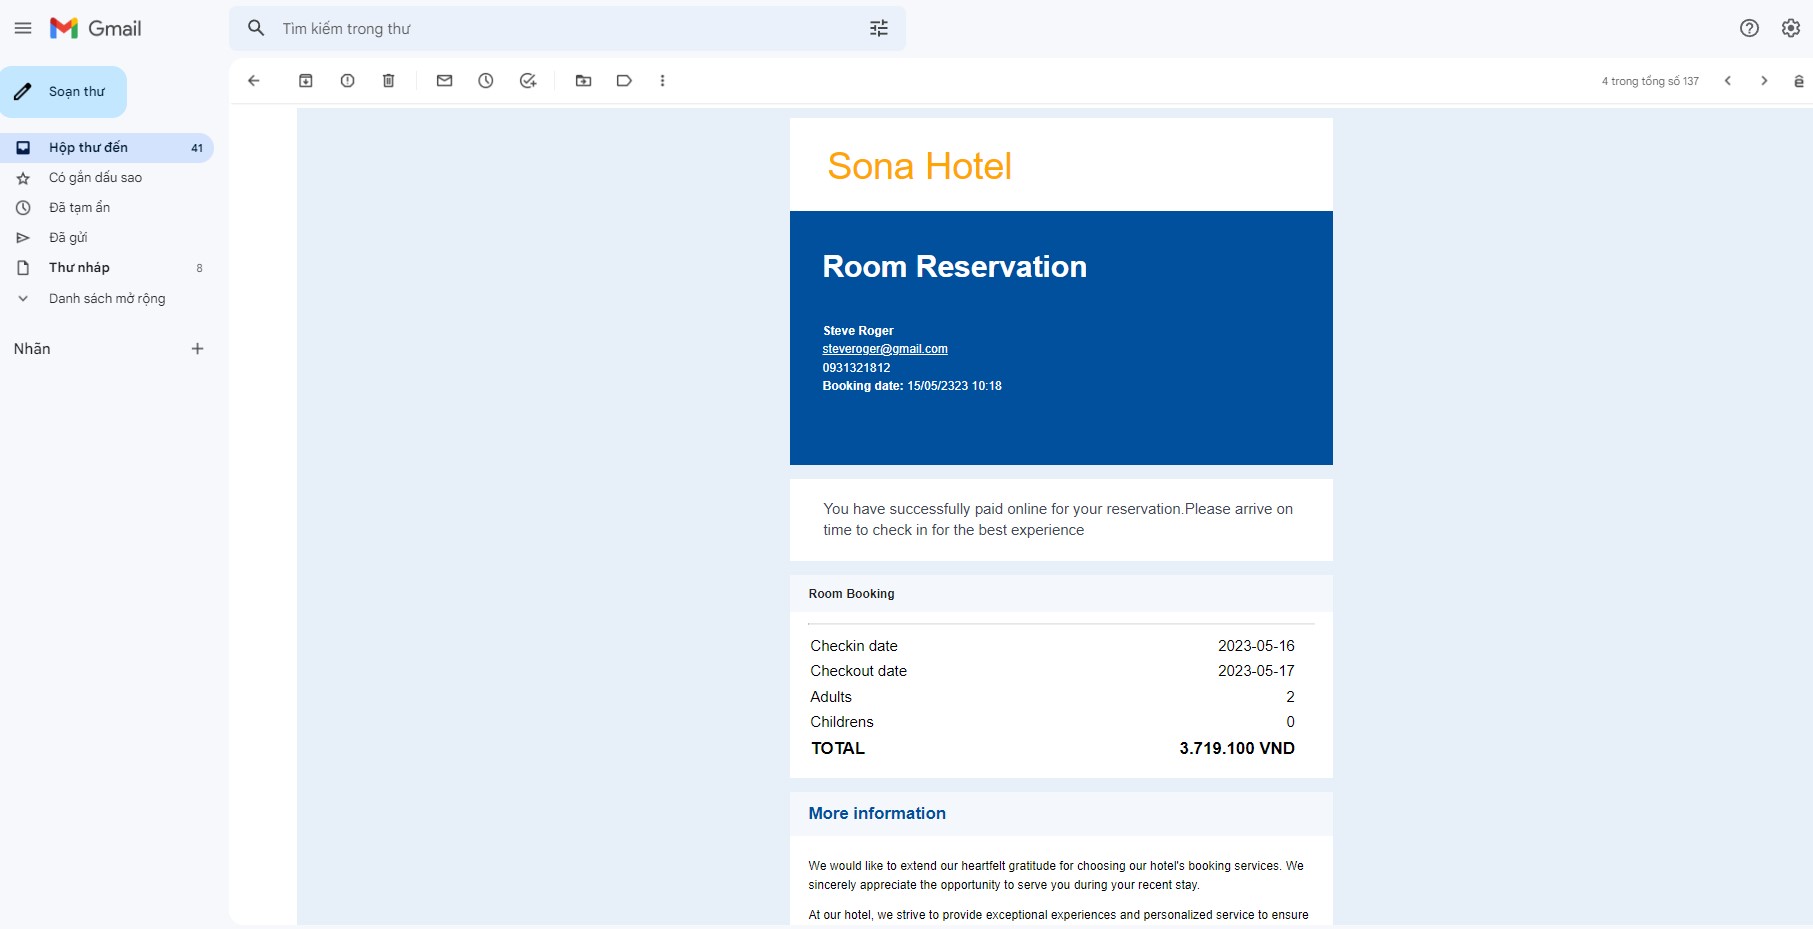 Gmail
Tìm kiếm trong thư
Soạn thư
4 trong tổng số 137
Hộp thư đến 41
Có gắn dấu sao
Đã tạm ẩn
Đã gửi
Thư nháp 8
Danh sách mở rộng
Nhãn
Sona Hotel
Room Reservation
Steve Roger
steveroger@gmail.com
0931321812
Booking date: 15/05/2323 10:18
You have successfully paid online for your reservation.Please arrive on
time to check in for the best experience
Room Booking
Checkin date 2023-05-16
Checkout date 2023-05-17
Adults 2
Childrens 0
TOTAL 3.719.100 VND
More information
We would like to extend our heartfelt gratitude for choosing our hotel's booking services. We
sincerely appreciate the opportunity to serve you during your recent stay.
At our hotel, we strive to provide exceptional experiences and personalized service to ensure